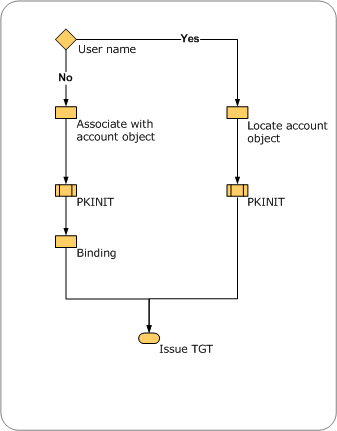 User name
Yes
No
Associate with
account object
Locate account
object
PKINIT
PKINIT
Binding
Issue TGT